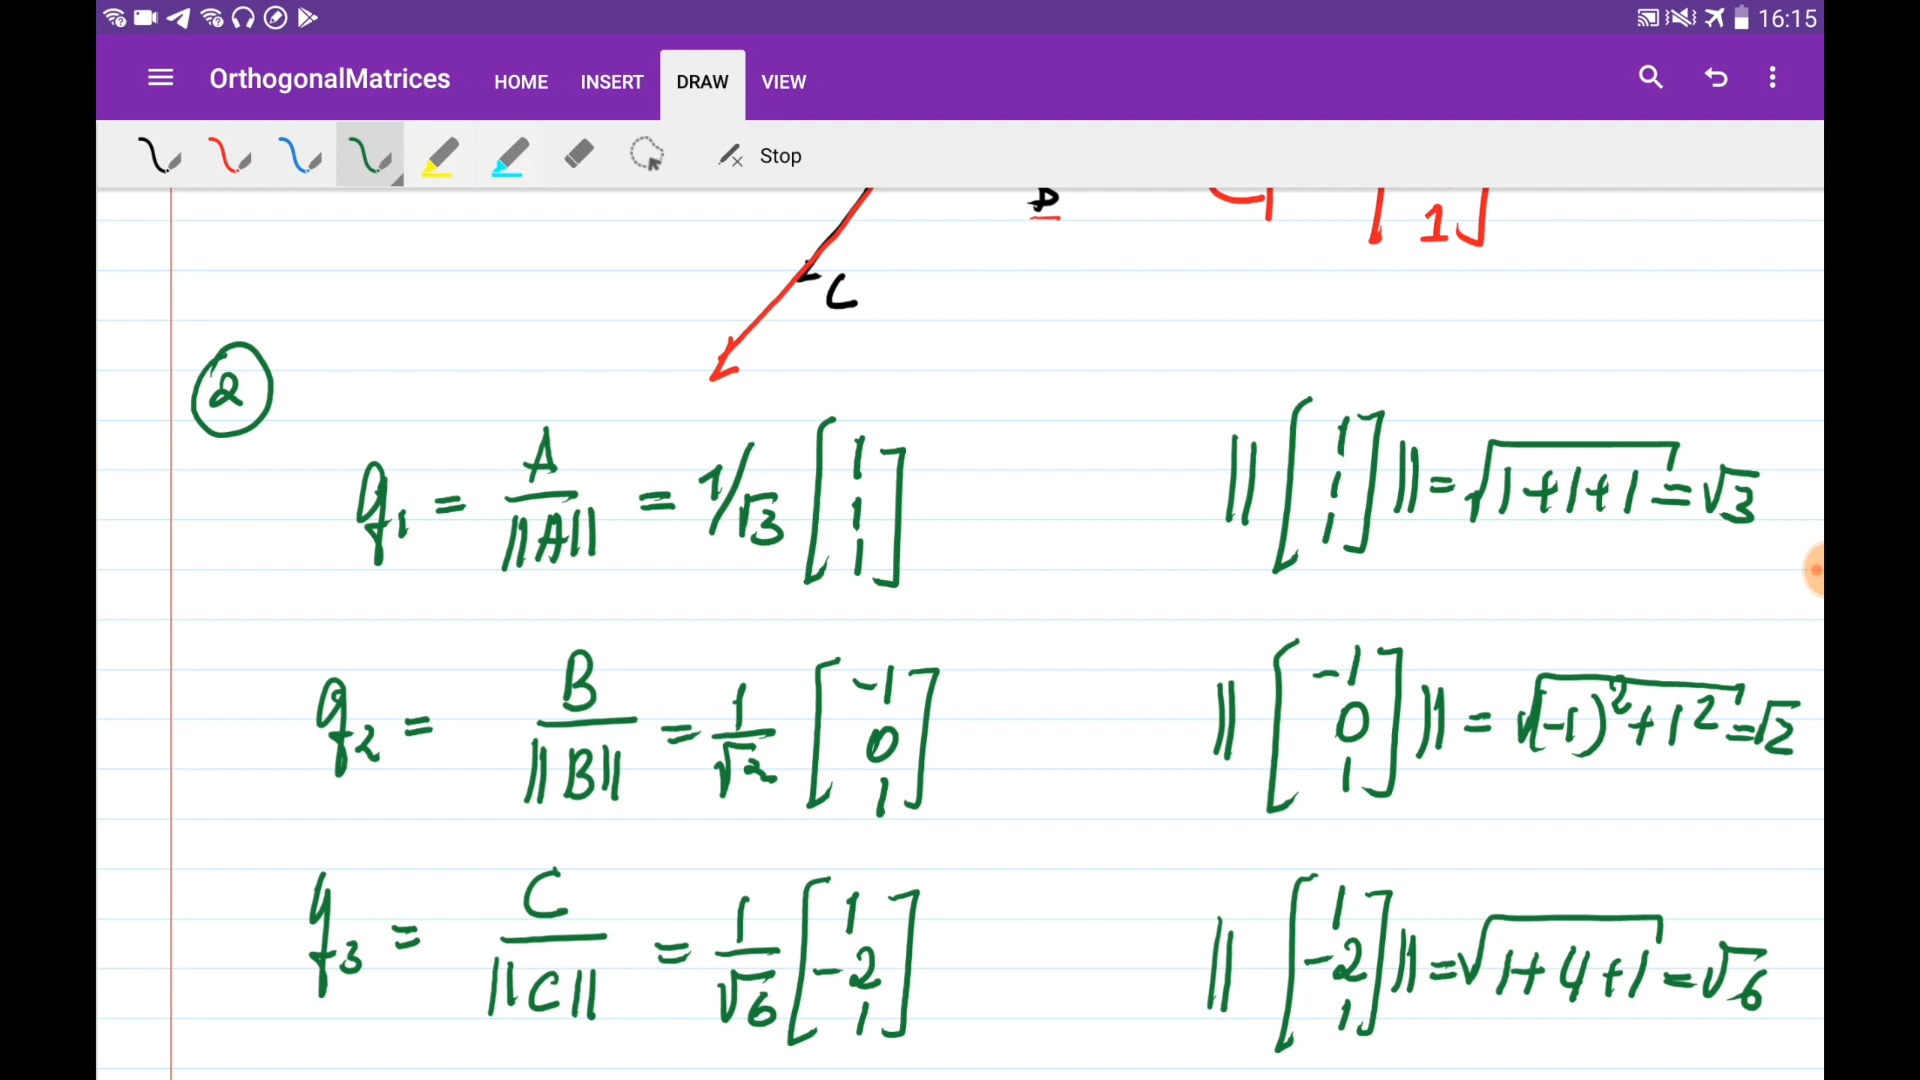 16:15
OrthogonalMatrices HOME INSERT DRAW VIEW
Stop
B
1
-C
2
q₁ = A/||A|| = 1/√3 [1 1 1]
||[1 1 1]|| = √(1+1+1) = √3
q₂ = B/||B|| = 1/√2 [-1 0 1]
||[-1 0 1]|| = √((-1)²+1²) = √2
q₃ = C/||C|| = 1/√6 [1 -2 1]
||[1 -2 1]|| = √(1+4+1) = √6